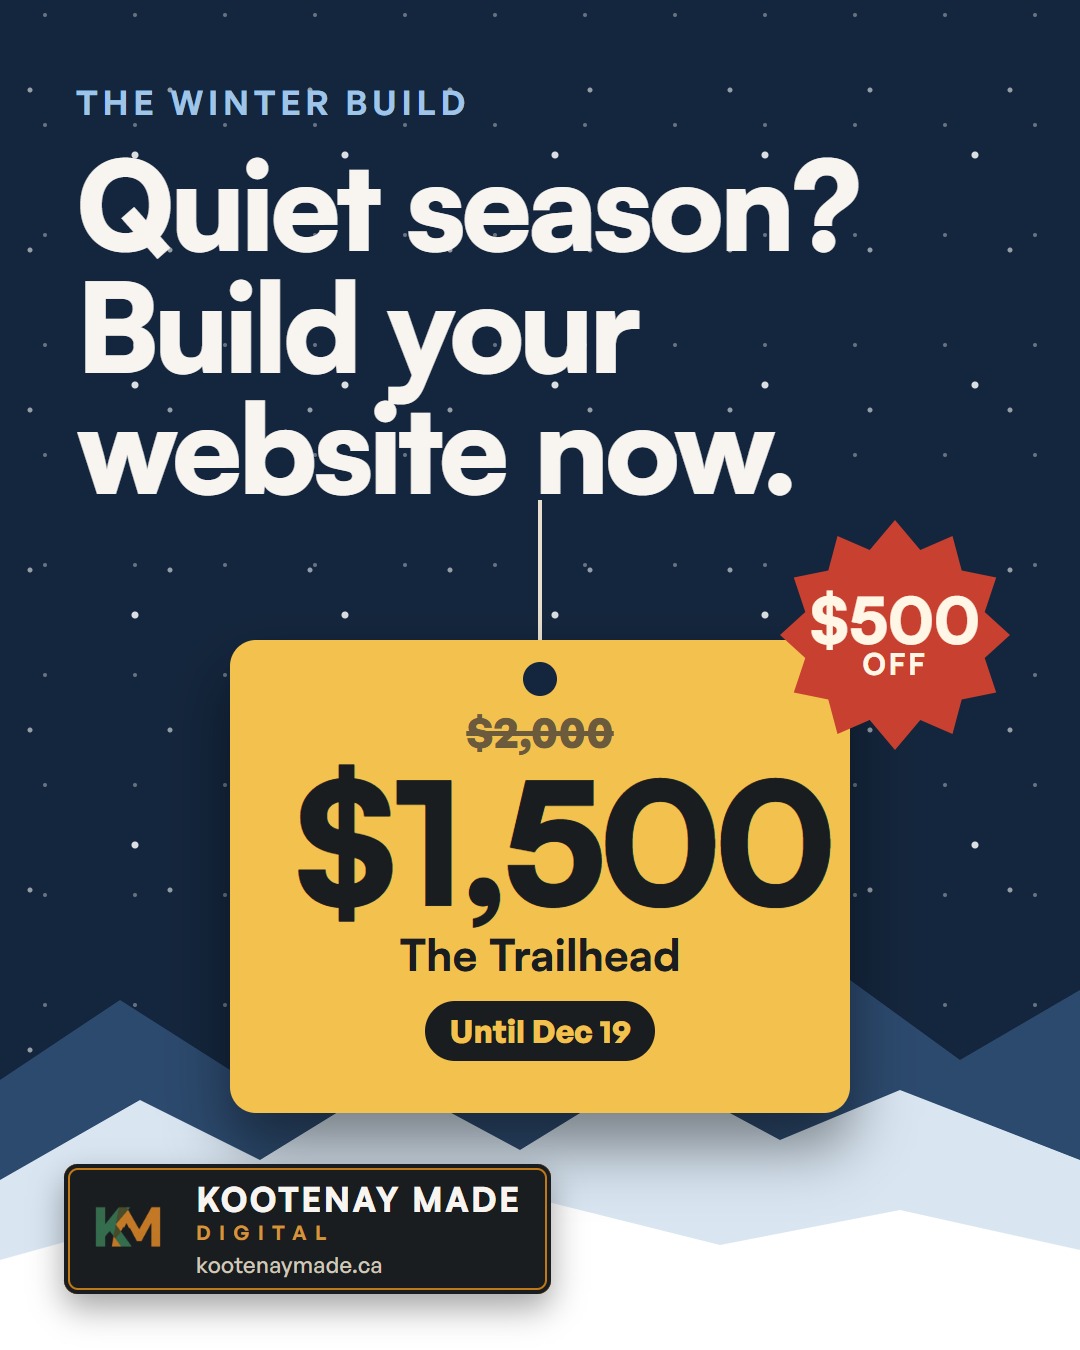 THE WINTER BUILD
Quiet season?
Build your
website now.
$500
OFF
$2,000
$1,500
The Trailhead
Until Dec 19
KM
KOOTENAY MADE
DIGITAL
kootenaymade.ca